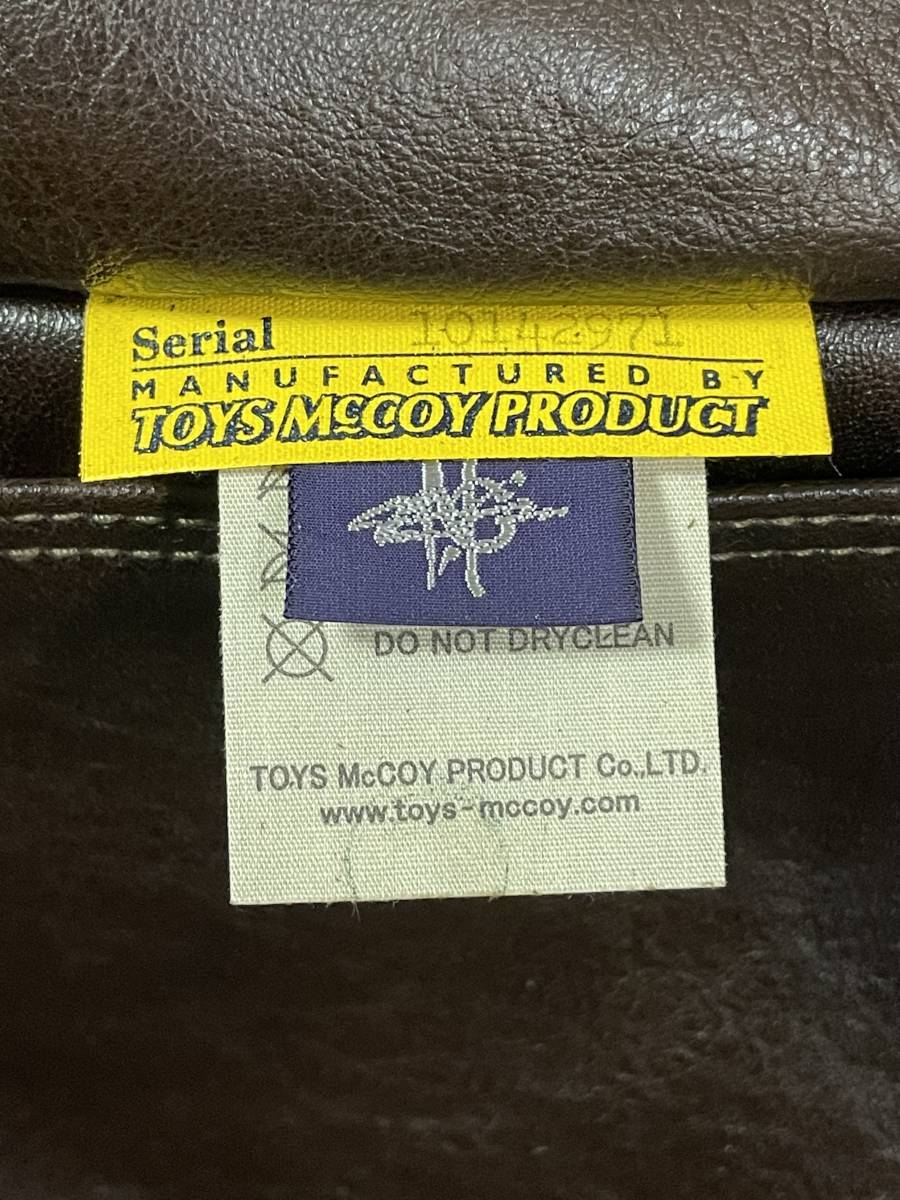 Serial 10142971
MANUFACTURED BY
TOYS McCOY PRODUCT
DO NOT DRYCLEAN
TOYS McCOY PRODUCT Co.,LTD.
www.toys-mccoy.com